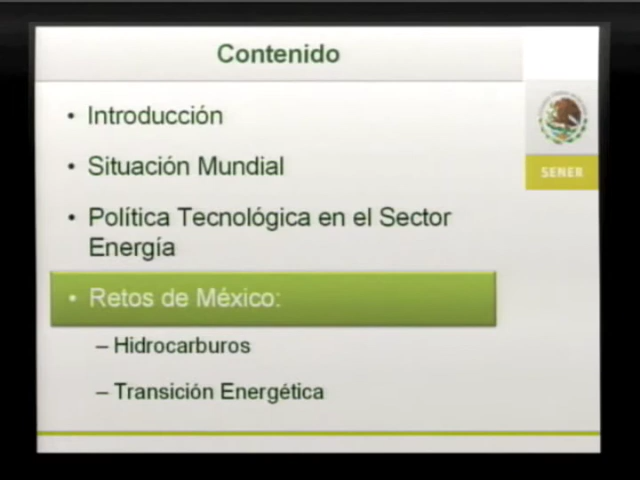 Contenido
• Introducción
• Situación Mundial
• Política Tecnológica en el Sector
Energía
• Retos de México:
– Hidrocarburos
– Transición Energética
SENER